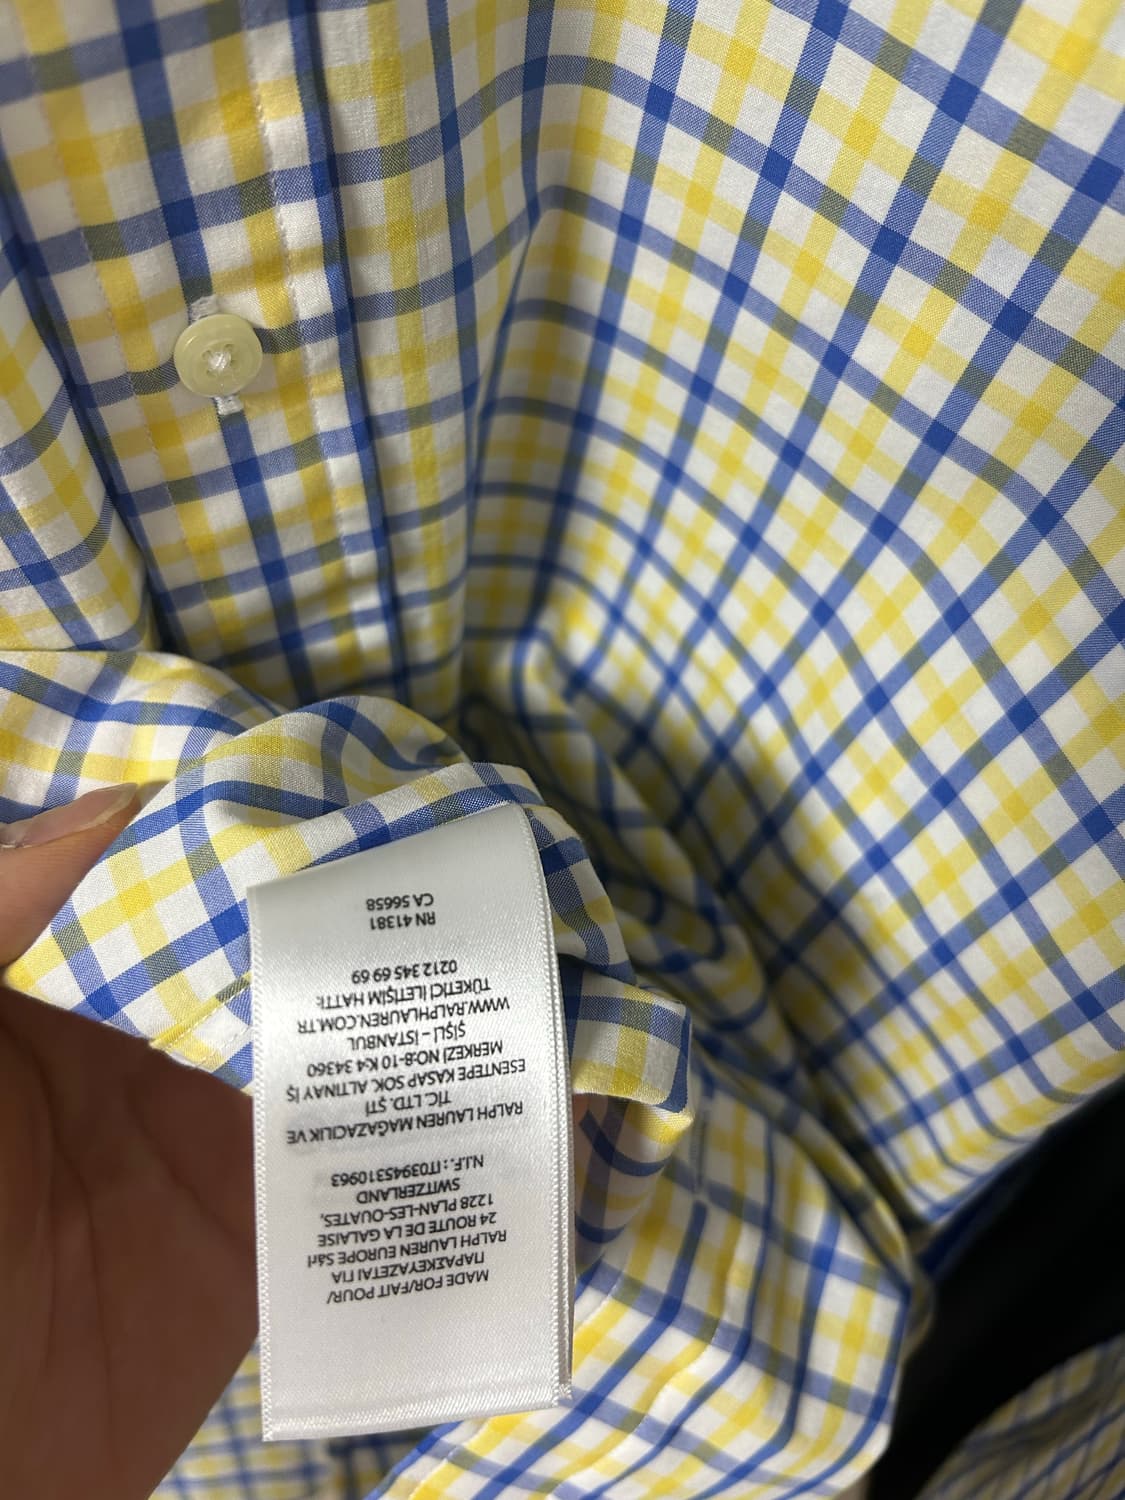 MADE FOR/FAIT POUR/
ΠΑΡΑΣΚΕΥΑΖΕΤΑΙ ΓΙΑ
RALPH LAUREN EUROPE Sàrl
24 ROUTE DE LA GALAISE
1228 PLAN-LES-OUATES,
SWITZERLAND
N.I.F.: IT03945310963
RALPH LAUREN MAĞAZACILIK VE
TİC. LTD. ŞTİ
ESENTEPE KASAP SOK. ALTINAY İŞ
MERKEZİ NO:8-10 K:4 34360
ŞİŞLİ – İSTANBUL
WWW.RALPHLAUREN.COM.TR
TÜKETİCİ İLETİŞİM HATTI:
0212 345 69 69
RN 41381
CA 56658